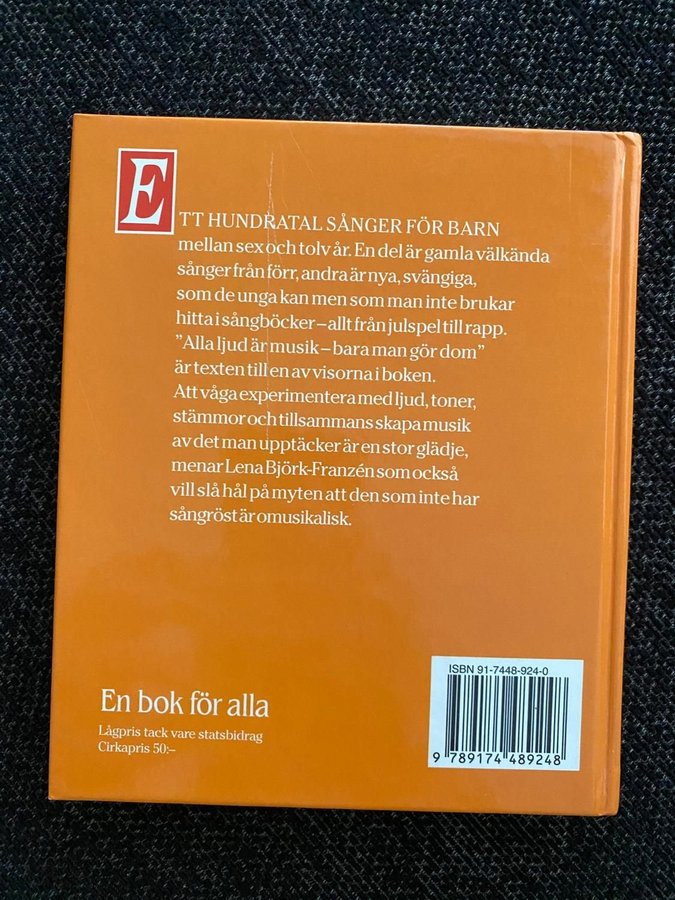 ETT HUNDRATAL SÅNGER FÖR BARN
mellan sex och tolv år. En del är gamla välkända
sånger från förr, andra är nya, svängiga,
som de unga kan men som man inte brukar
hitta i sångböcker – allt från julspel till rapp.
”Alla ljud är musik – bara man gör dom”
är texten till en av visorna i boken.
Att våga experimentera med ljud, toner,
stämmor och tillsammans skapa musik
av det man upptäcker är en stor glädje,
menar Lena Björk-Franzén som också
vill slå hål på myten att den som inte har
sångröst är omusikalisk.
ISBN 91-7448-924-0
9 789174 489248
En bok för alla
Lågpris tack vare statsbidrag
Cirkapris 50:–